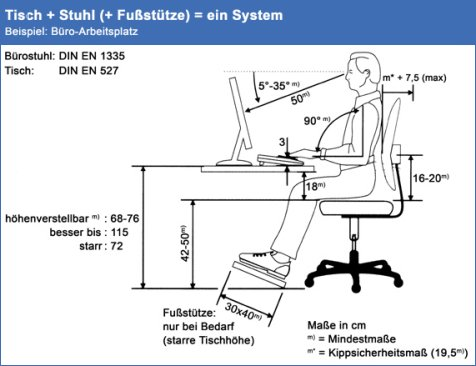 Tisch + Stuhl (+ Fußstütze) = ein System
Beispiel: Büro-Arbeitsplatz
Bürostuhl: DIN EN 1335
Tisch: DIN EN 527
m* + 7,5 (max)
5°-35° m)
50m)
90° m)
3
18m)
16-20m)
höhenverstellbar m) : 68-76
besser bis : 115
starr : 72
42-50m)
30x40m)
Fußstütze:
nur bei Bedarf
(starre Tischhöhe)
Maße in cm
m) = Mindestmaße
m* = Kippsicherheitsmaß (19,5m))